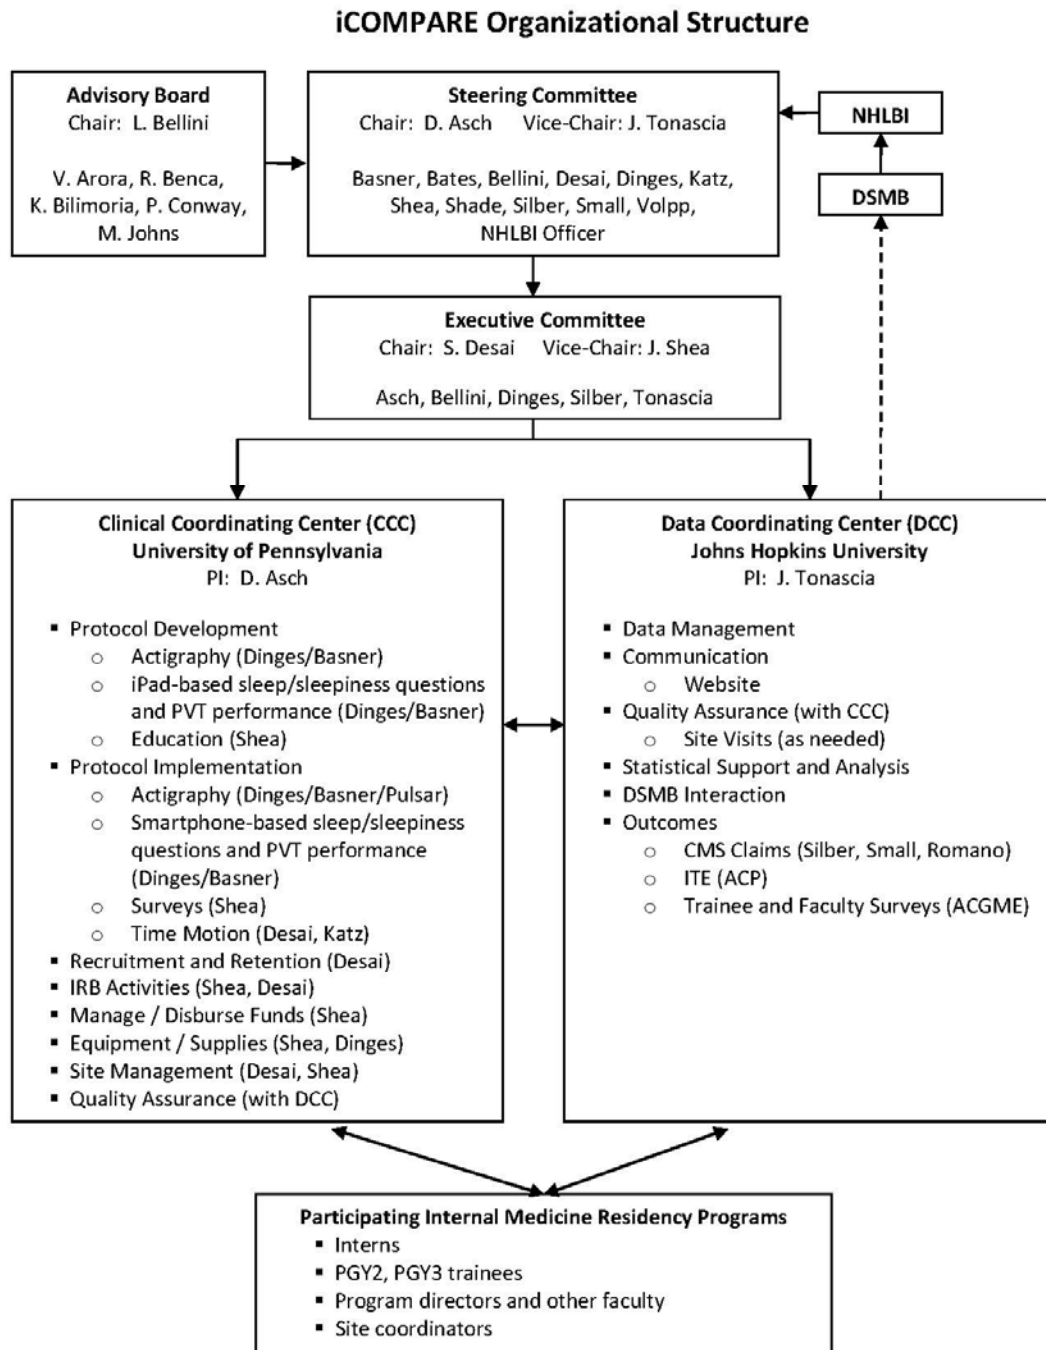 iCOMPARE Organizational Structure
Advisory Board
Chair: L. Bellini
V. Arora, R. Benca,
K. Bilimoria, P. Conway,
M. Johns
Steering Committee
Chair: D. Asch Vice-Chair: J. Tonascia
Basner, Bates, Bellini, Desai, Dinges, Katz,
Shea, Shade, Silber, Small, Volpp,
NHLBI Officer
NHLBI
DSMB
Executive Committee
Chair: S. Desai Vice-Chair: J. Shea
Asch, Bellini, Dinges, Silber, Tonascia
Clinical Coordinating Center (CCC)
University of Pennsylvania
PI: D. Asch
▪ Protocol Development
o Actigraphy (Dinges/Basner)
o iPad-based sleep/sleepiness questions
and PVT performance (Dinges/Basner)
o Education (Shea)
▪ Protocol Implementation
o Actigraphy (Dinges/Basner/Pulsar)
o Smartphone-based sleep/sleepiness
questions and PVT performance
(Dinges/Basner)
o Surveys (Shea)
o Time Motion (Desai, Katz)
▪ Recruitment and Retention (Desai)
▪ IRB Activities (Shea, Desai)
▪ Manage / Disburse Funds (Shea)
▪ Equipment / Supplies (Shea, Dinges)
▪ Site Management (Desai, Shea)
▪ Quality Assurance (with DCC)
Data Coordinating Center (DCC)
Johns Hopkins University
PI: J. Tonascia
▪ Data Management
▪ Communication
o Website
▪ Quality Assurance (with CCC)
o Site Visits (as needed)
▪ Statistical Support and Analysis
▪ DSMB Interaction
▪ Outcomes
o CMS Claims (Silber, Small, Romano)
o ITE (ACP)
o Trainee and Faculty Surveys (ACGME)
Participating Internal Medicine Residency Programs
▪ Interns
▪ PGY2, PGY3 trainees
▪ Program directors and other faculty
▪ Site coordinators